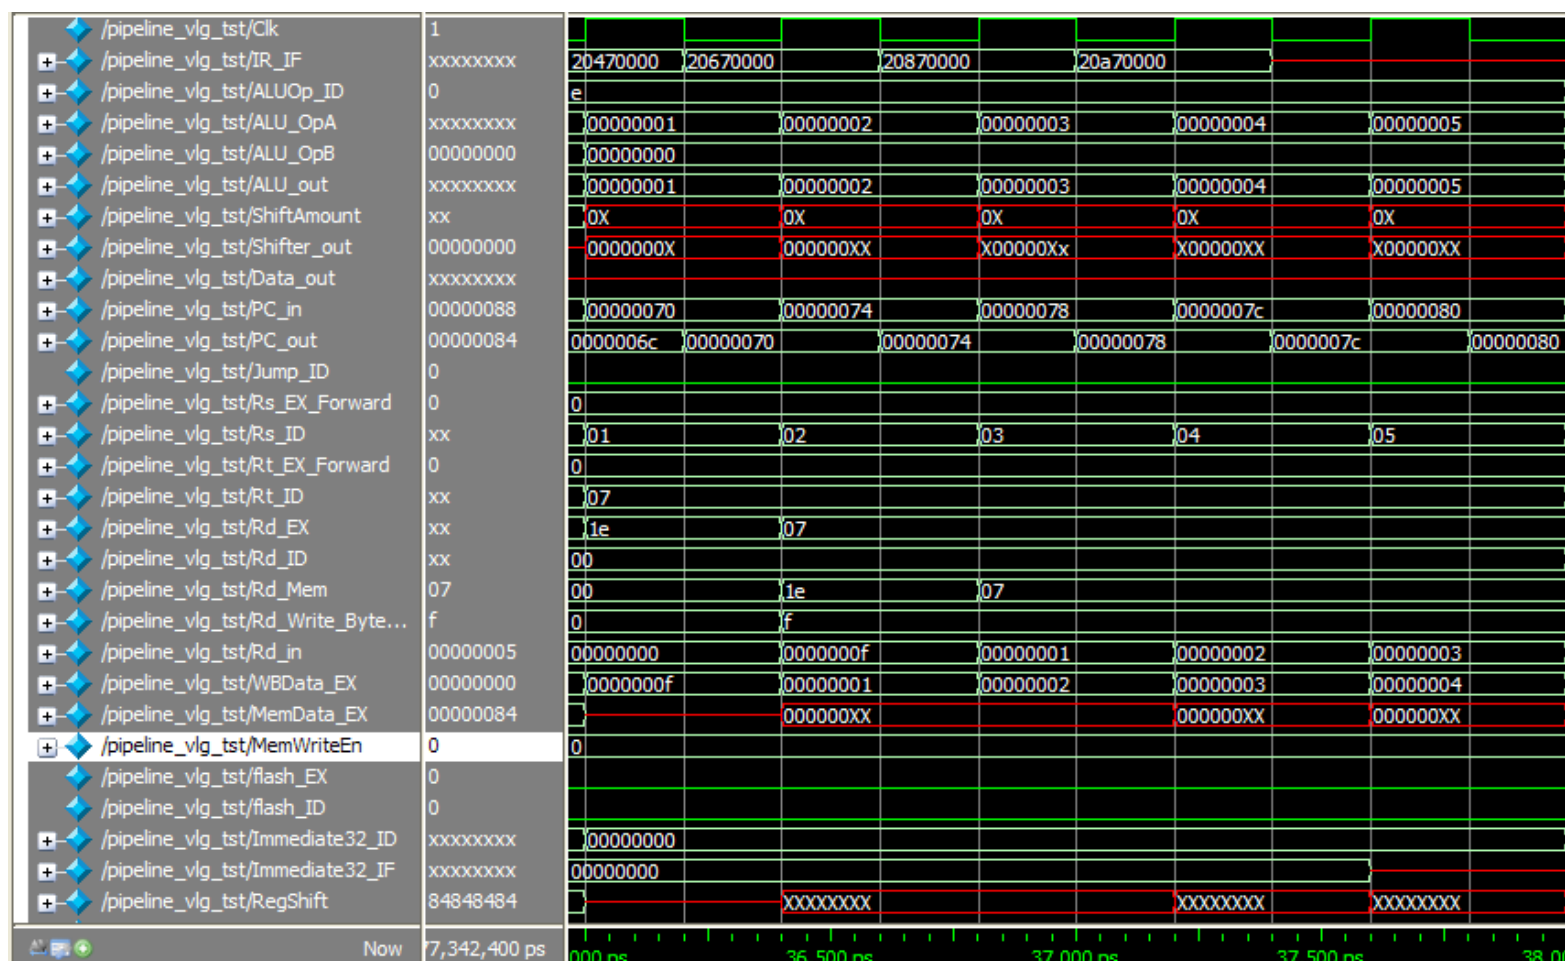 /pipeline_vlg_tst/Clk 1
/pipeline_vlg_tst/IR_IF xxxxxxxx 20470000 20670000 20870000 20a70000
/pipeline_vlg_tst/ALUOp_ID 0 e
/pipeline_vlg_tst/ALU_OpA xxxxxxxx 00000001 00000002 00000003 00000004 00000005
/pipeline_vlg_tst/ALU_OpB 00000000 00000000
/pipeline_vlg_tst/ALU_out xxxxxxxx 00000001 00000002 00000003 00000004 00000005
/pipeline_vlg_tst/ShiftAmount xx 0X 0X 0X 0X 0X
/pipeline_vlg_tst/Shifter_out 00000000 0000000X 000000XX X00000Xx X00000XX X00000XX
/pipeline_vlg_tst/Data_out xxxxxxxx
/pipeline_vlg_tst/PC_in 00000088 00000070 00000074 00000078 0000007c 00000080
/pipeline_vlg_tst/PC_out 00000084 0000006c 00000070 00000074 00000078 0000007c 00000080
/pipeline_vlg_tst/Jump_ID 0
/pipeline_vlg_tst/Rs_EX_Forward 0 0
/pipeline_vlg_tst/Rs_ID xx 01 02 03 04 05
/pipeline_vlg_tst/Rt_EX_Forward 0 0
/pipeline_vlg_tst/Rt_ID xx 07
/pipeline_vlg_tst/Rd_EX xx 1e 07
/pipeline_vlg_tst/Rd_ID xx 00
/pipeline_vlg_tst/Rd_Mem 07 00 1e 07
/pipeline_vlg_tst/Rd_Write_Byte... f 0 f
/pipeline_vlg_tst/Rd_in 00000005 00000000 0000000f 00000001 00000002 00000003
/pipeline_vlg_tst/WBData_EX 00000000 0000000f 00000001 00000002 00000003 00000004
/pipeline_vlg_tst/MemData_EX 00000084 000000XX 000000XX 000000XX
/pipeline_vlg_tst/MemWriteEn 0 0
/pipeline_vlg_tst/flash_EX 0
/pipeline_vlg_tst/flash_ID 0
/pipeline_vlg_tst/Immediate32_ID xxxxxxxx 00000000
/pipeline_vlg_tst/Immediate32_IF xxxxxxxx 00000000
/pipeline_vlg_tst/RegShift 84848484 XXXXXXXX XXXXXXXX XXXXXXXX
Now 7,342,400 ps 000 ps 36,500 ps 37,000 ps 37,500 ps